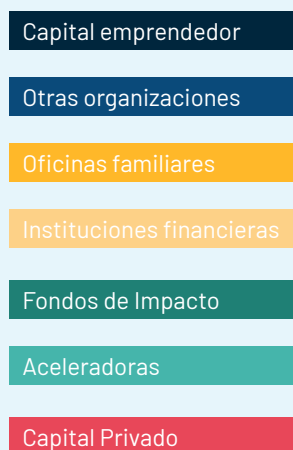 Capital emprendedor
Otras organizaciones
Oficinas familiares
Instituciones financieras
Fondos de Impacto
Aceleradoras
Capital Privado